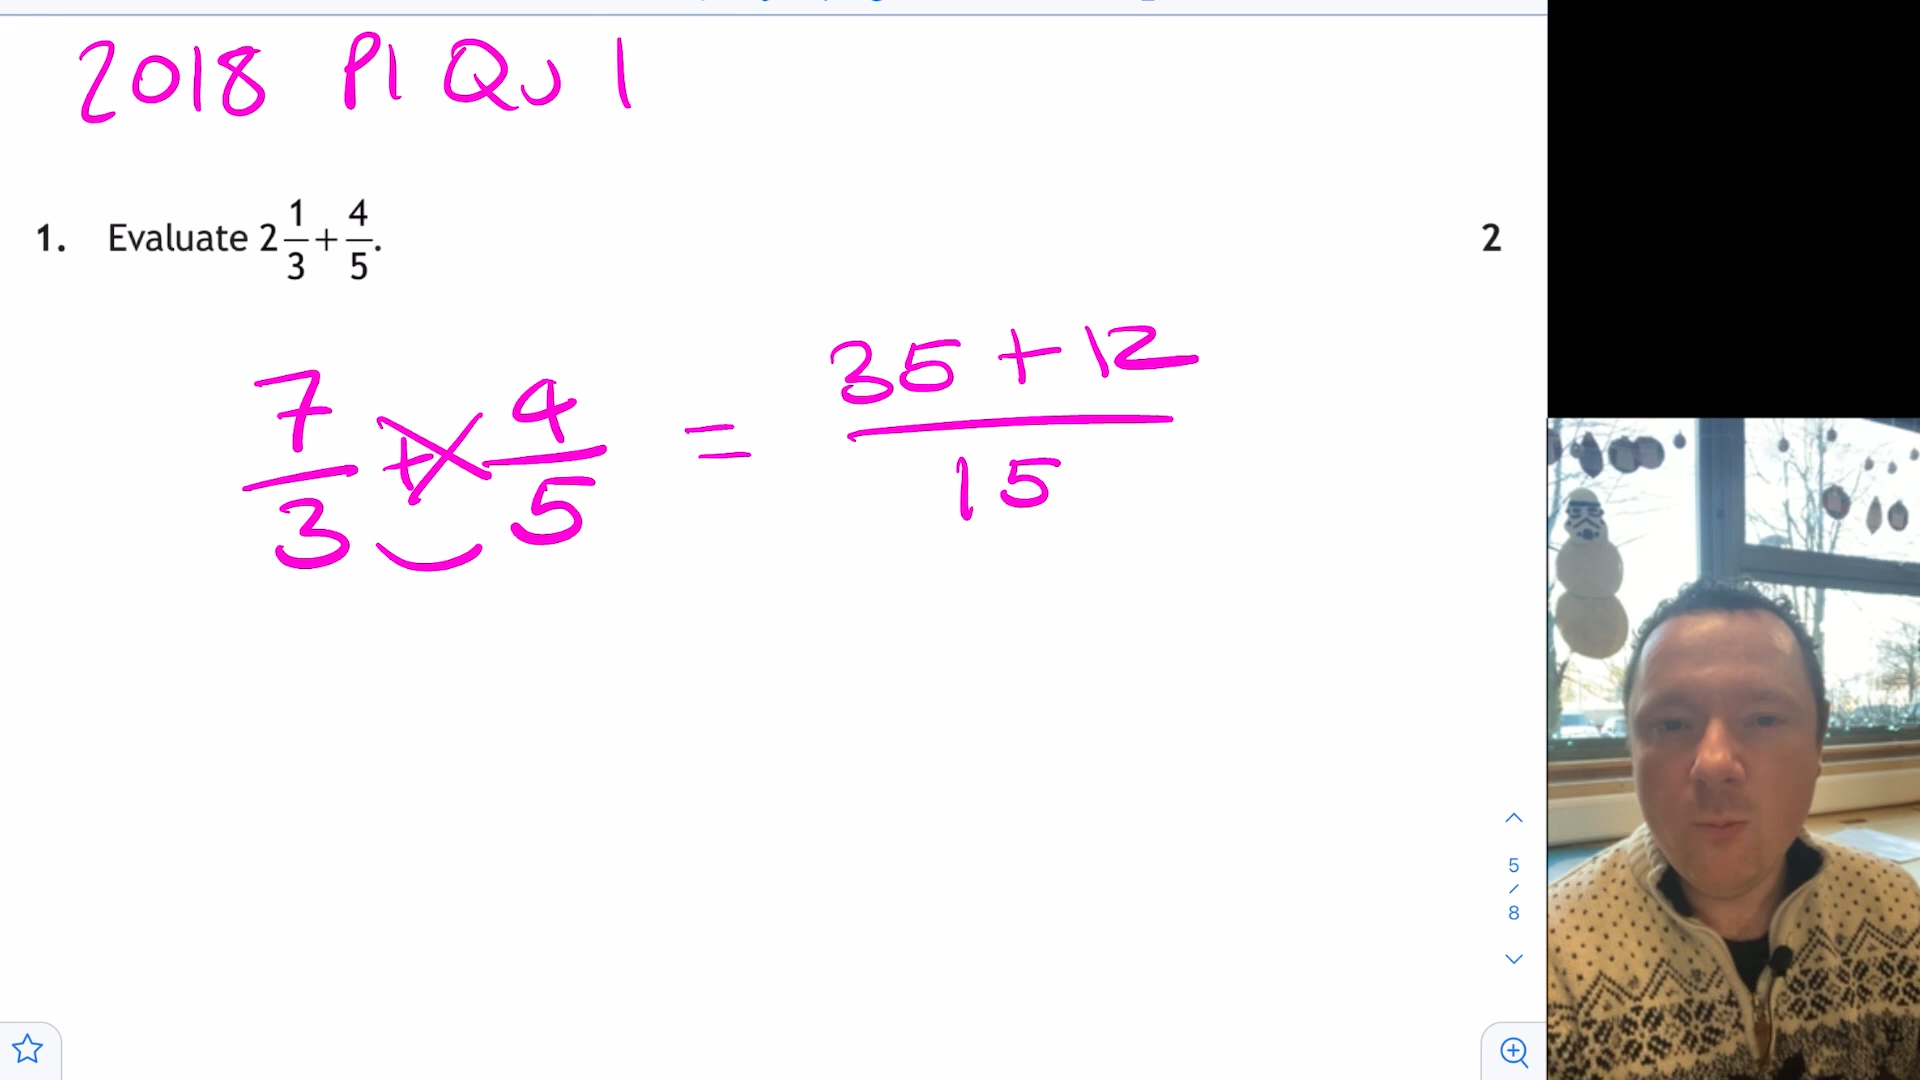 2018 P1 Qu 1
1. Evaluate 2 1/3 + 4/5. 2
7/3 + 4/5 = 35 + 12 / 15
5 / 8